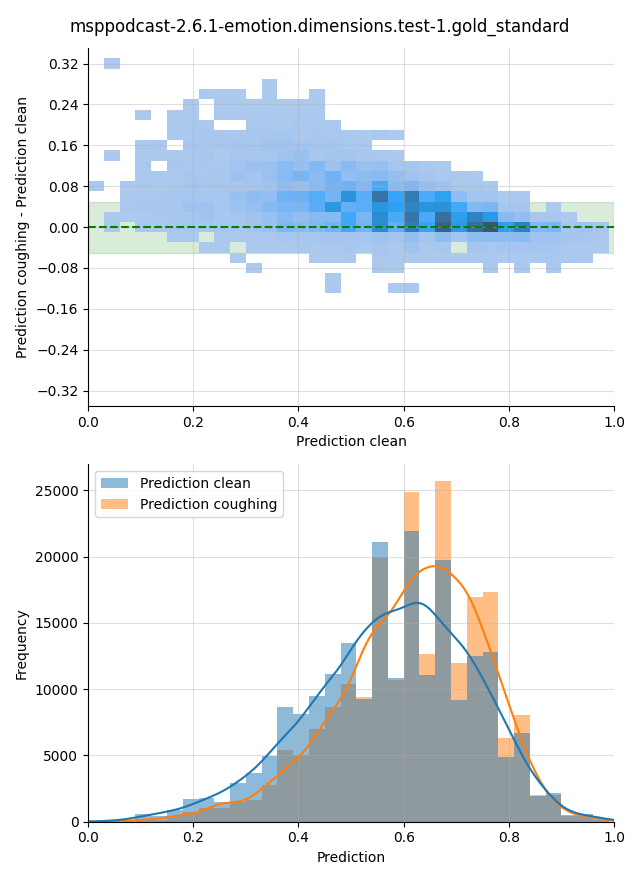 msppodcast-2.6.1-emotion.dimensions.test-1.gold_standard
0.32
0.24
0.16
0.08
0.00
−0.08
−0.16
−0.24
−0.32
Prediction coughing - Prediction clean
0.0 0.2 0.4 0.6 0.8 1.0
Prediction clean
Prediction clean
Prediction coughing
25000
20000
15000
10000
5000
0
Frequency
0.0 0.2 0.4 0.6 0.8 1.0
Prediction